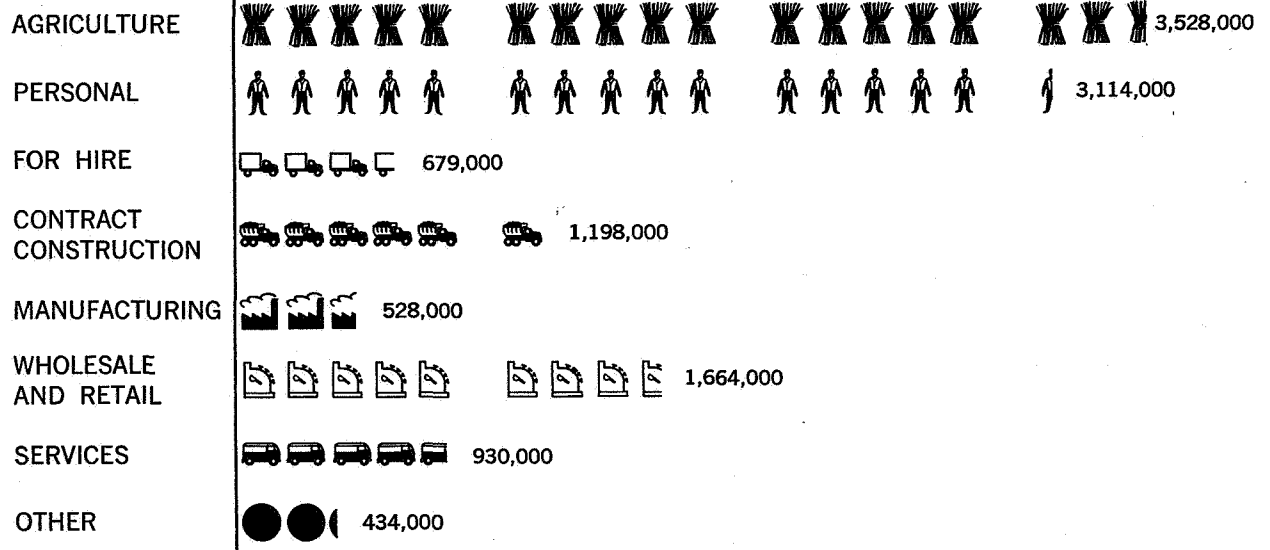 AGRICULTURE 3,528,000
PERSONAL 3,114,000
FOR HIRE 679,000
CONTRACT
CONSTRUCTION 1,198,000
MANUFACTURING 528,000
WHOLESALE
AND RETAIL 1,664,000
SERVICES 930,000
OTHER 434,000